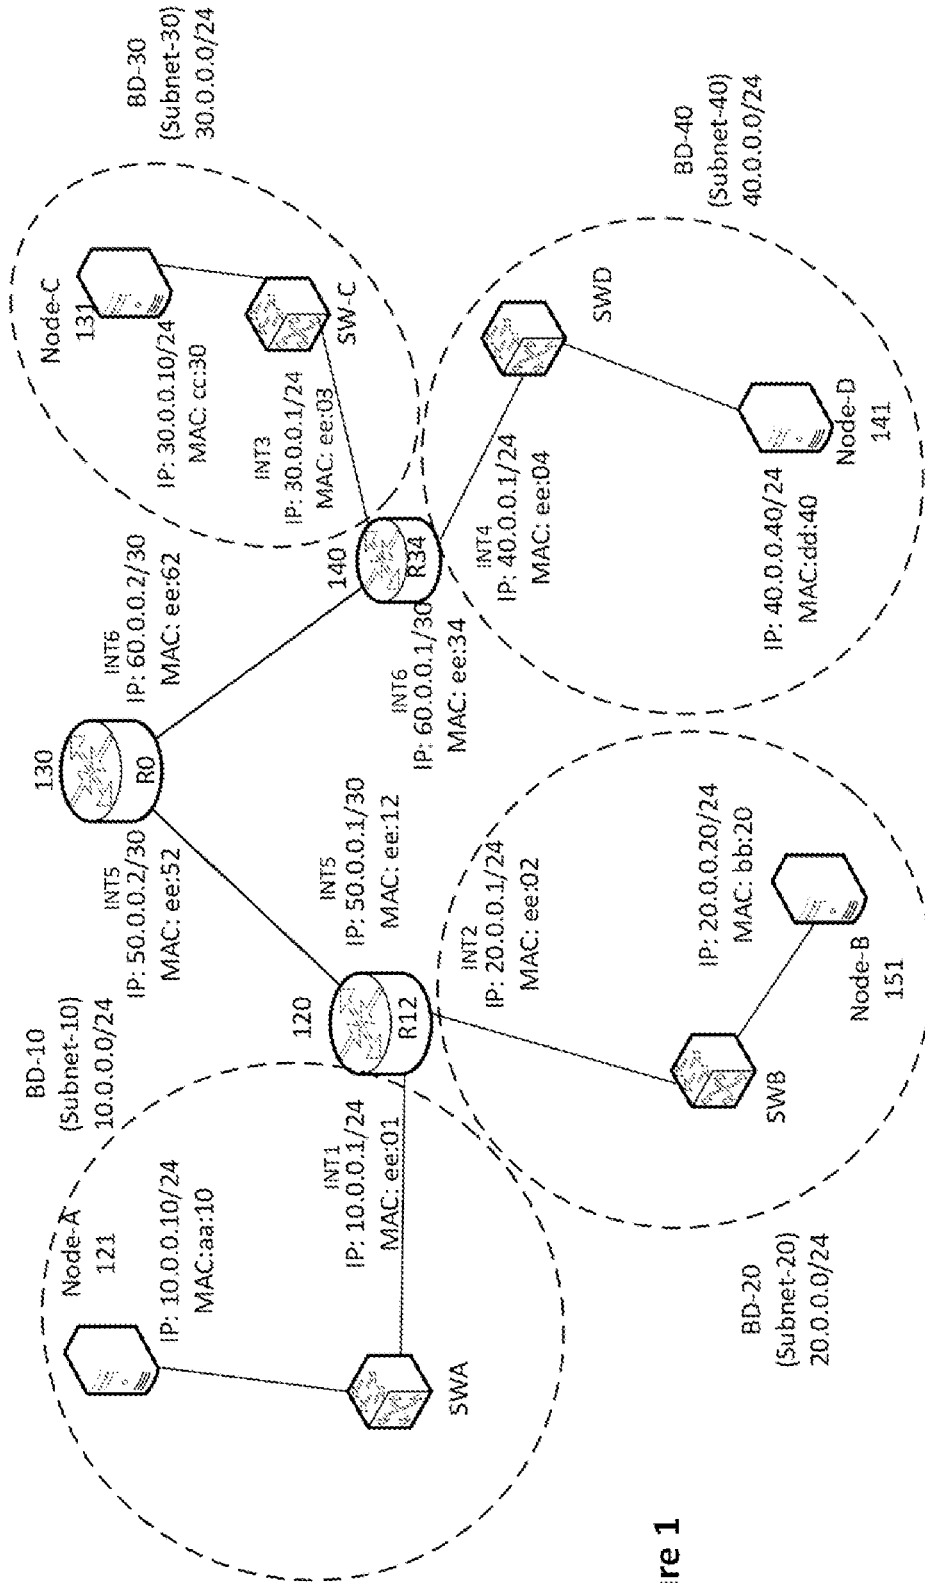 BD-10
(Subnet-10)
10.0.0.0/24
Node-A
121
IP: 10.0.0.10/24
MAC:aa:10
SWA
INT1
IP: 10.0.0.1/24
MAC: ee:01
120
R12
INT5
IP: 50.0.0.2/30
MAC: ee:52
130
R0
INT5
IP: 50.0.0.1/30
MAC: ee:12
INT6
IP: 60.0.0.2/30
MAC: ee:62
INT6
IP: 60.0.0.1/30
MAC: ee:34
140
R34
BD-30
(Subnet-30)
30.0.0.0/24
Node-C
131
IP: 30.0.0.10/24
MAC: cc:30
SW-C
INT3
IP: 30.0.0.1/24
MAC: ee:03
BD-20
(Subnet-20)
20.0.0.0/24
INT2
IP: 20.0.0.1/24
MAC: ee:02
SWB
IP: 20.0.0.20/24
MAC: bb:20
Node-B
151
INT4
IP: 40.0.0.1/24
MAC: ee:04
SWD
IP: 40.0.0.40/24
MAC:dd:40
Node-D
141
BD-40
(Subnet-40)
40.0.0.0/24
re 1